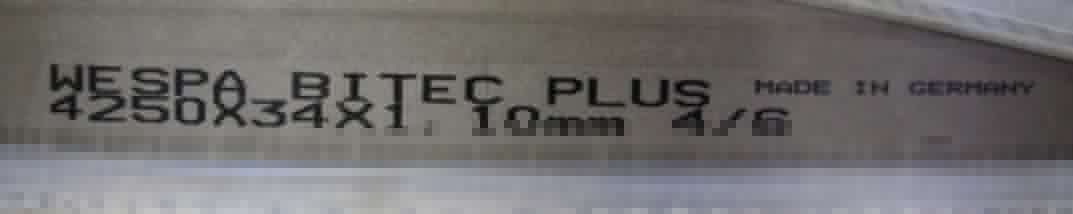 WESPA BITEC PLUS MADE IN GERMANY
4250X34X1.10mm 4/6